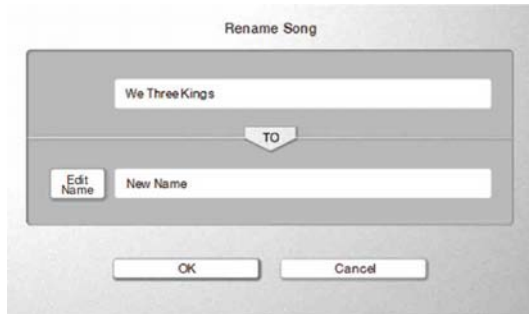 Rename Song
We Three Kings
TO
Edit
Name
New Name
OK
Cancel